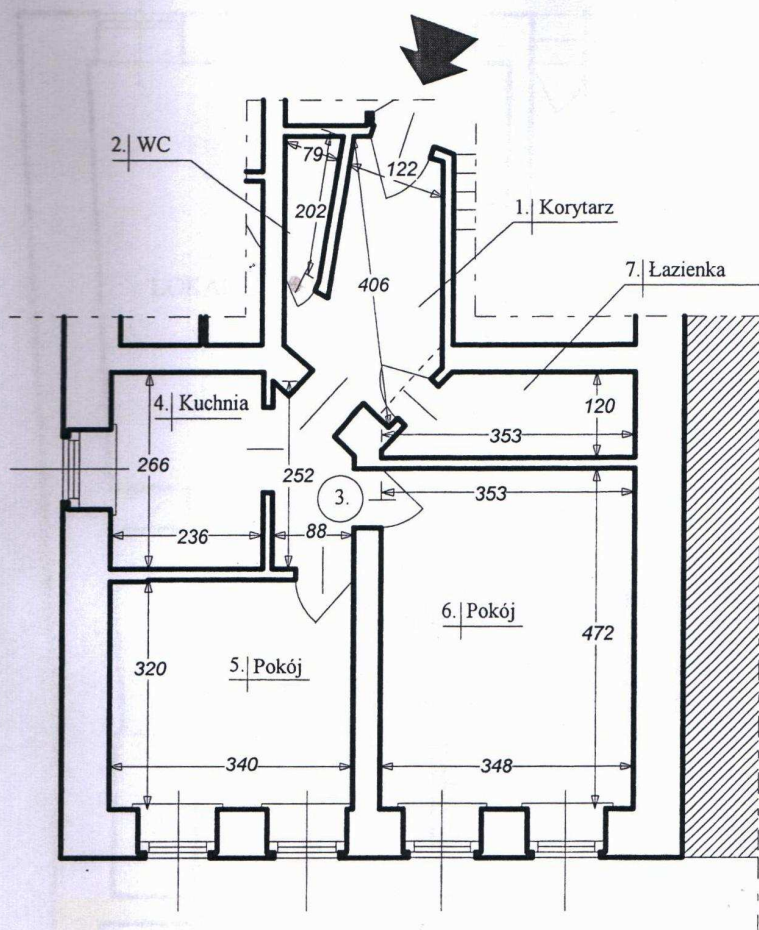 2. WC
79
122
202
1. Korytarz
406
7. Łazienka
4. Kuchnia
120
353
266
252
353
3.
236
88
6. Pokój
472
320
5. Pokój
340
348